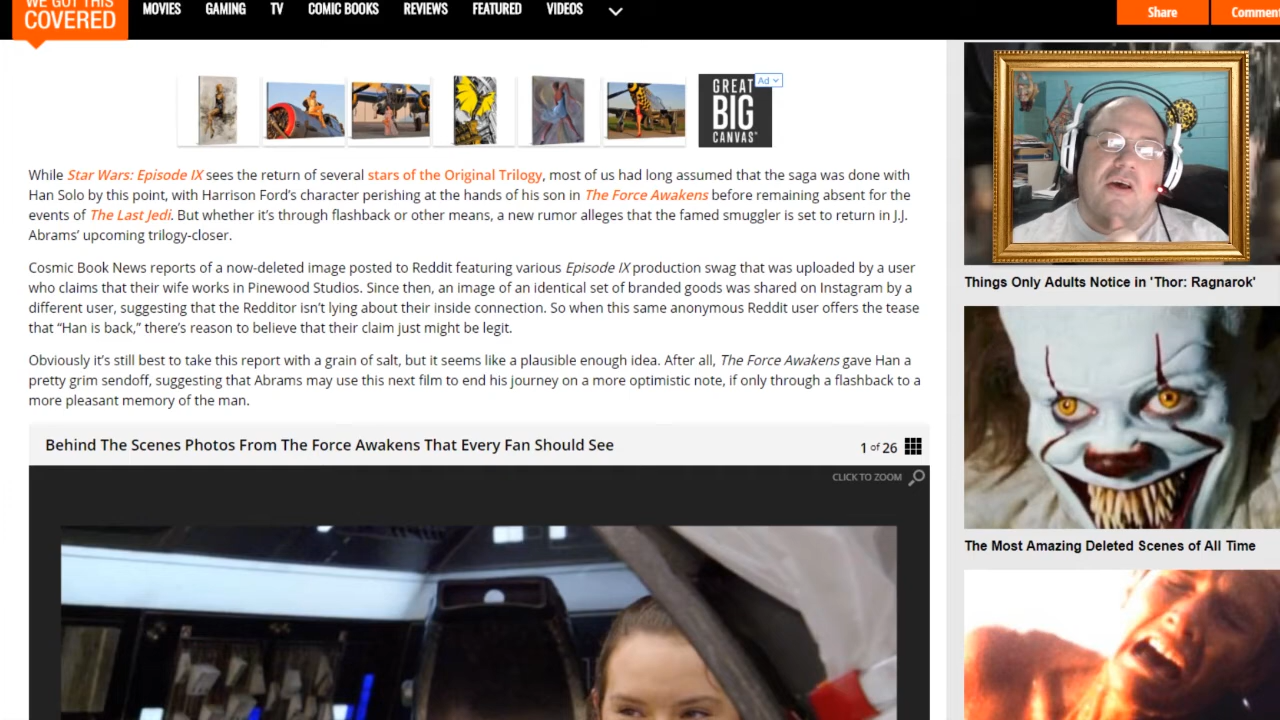 WE GOT THIS
COVERED
MOVIES
GAMING
TV
COMIC BOOKS
REVIEWS
FEATURED
VIDEOS
Share
Comment
GREAT
BIG
CANVAS
Ad
While Star Wars: Episode IX sees the return of several stars of the Original Trilogy, most of us had long assumed that the saga was done with
Han Solo by this point, with Harrison Ford's character perishing at the hands of his son in The Force Awakens before remaining absent for the
events of The Last Jedi. But whether it's through flashback or other means, a new rumor alleges that the famed smuggler is set to return in J.J.
Abrams' upcoming trilogy-closer.
Cosmic Book News reports of a now-deleted image posted to Reddit featuring various Episode IX production swag that was uploaded by a user
who claims that their wife works in Pinewood Studios. Since then, an image of an identical set of branded goods was shared on Instagram by a
different user, suggesting that the Redditor isn't lying about their inside connection. So when this same anonymous Reddit user offers the tease
that “Han is back,” there's reason to believe that their claim just might be legit.
Obviously it's still best to take this report with a grain of salt, but it seems like a plausible enough idea. After all, The Force Awakens gave Han a
pretty grim sendoff, suggesting that Abrams may use this next film to end his journey on a more optimistic note, if only through a flashback to a
more pleasant memory of the man.
Behind The Scenes Photos From The Force Awakens That Every Fan Should See
1 of 26
CLICK TO ZOOM
Things Only Adults Notice in 'Thor: Ragnarok'
The Most Amazing Deleted Scenes of All Time